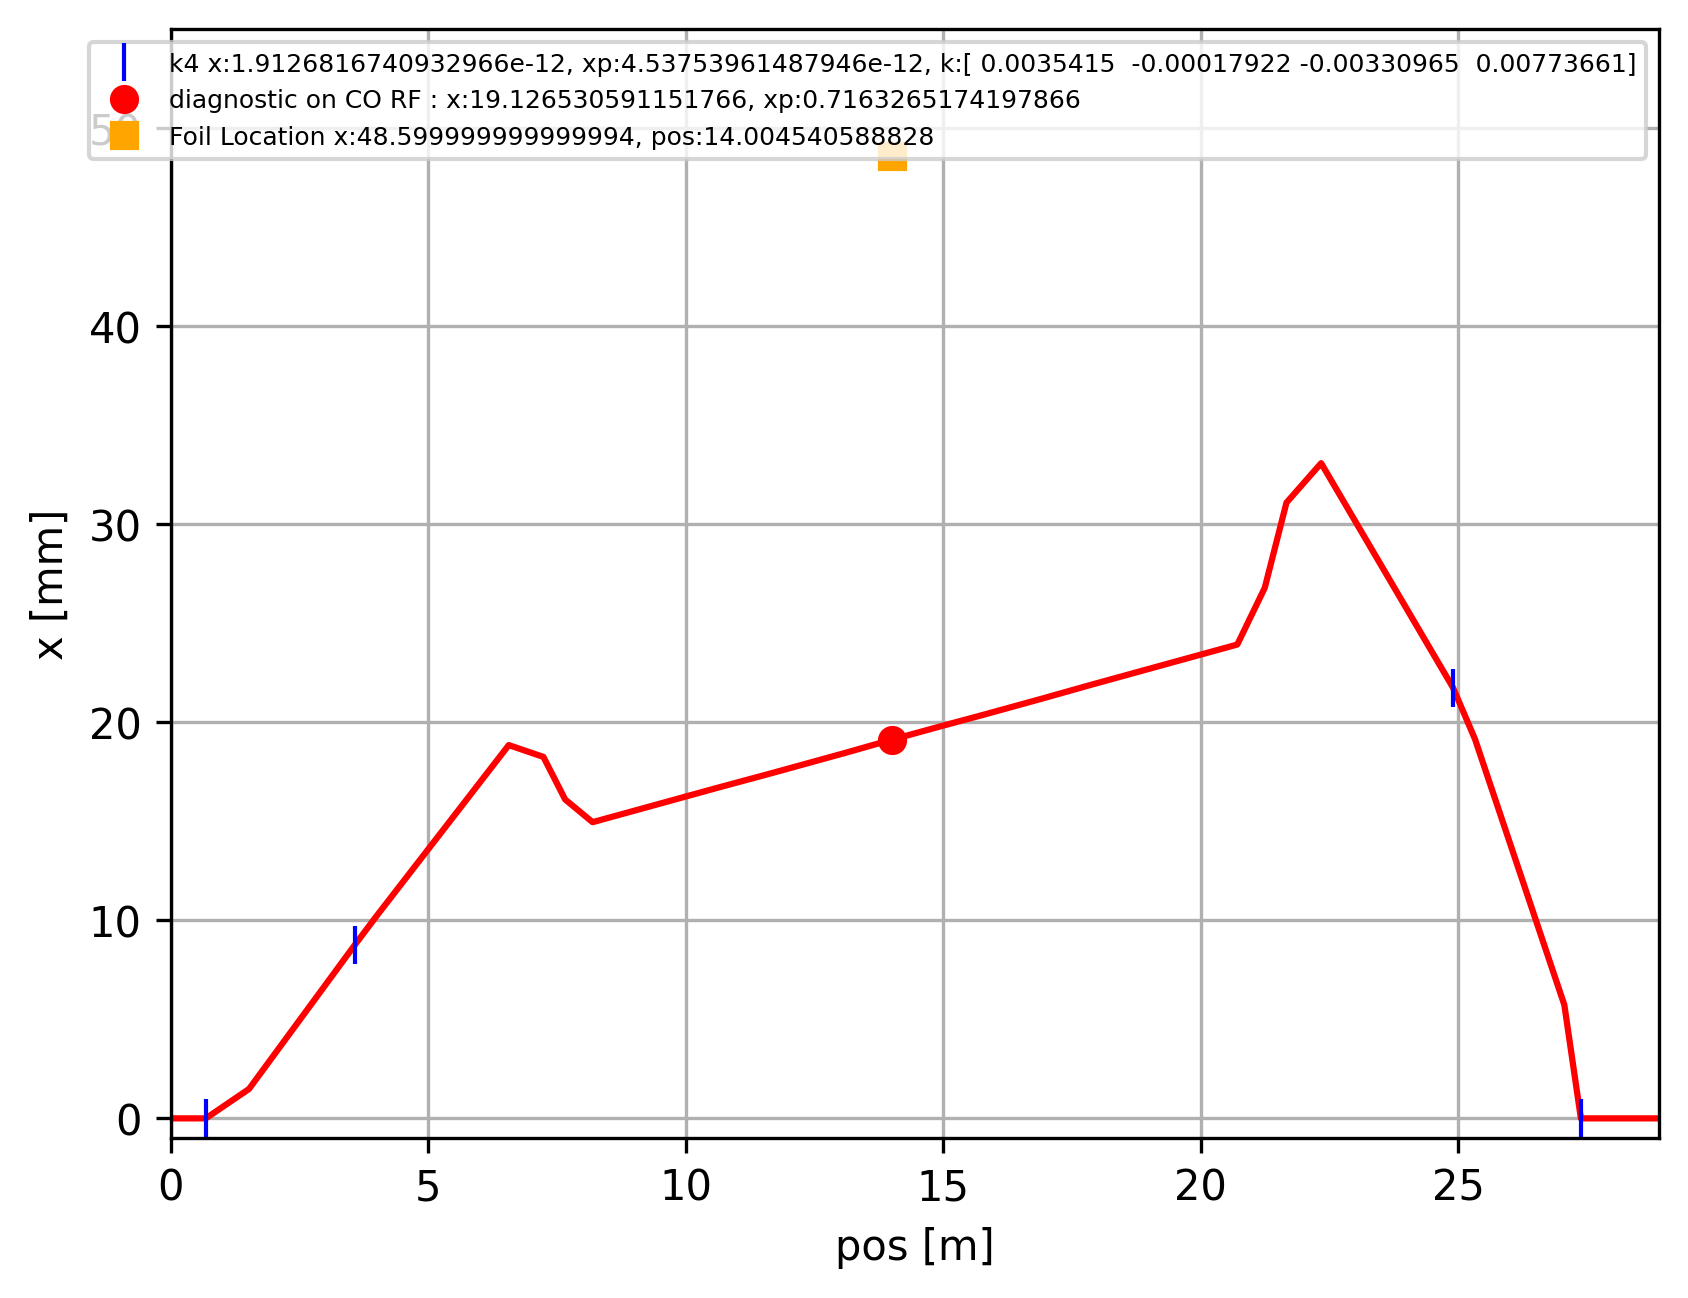 k4 x:1.9126816740932966e-12, xp:4.53753961487946e-12, k:[ 0.0035415  -0.00017922 -0.00330965  0.00773661]
diagnostic on CO RF : x:19.126530591151766, xp:0.7163265174197866
50
Foil Location x:48.599999999999994, pos:14.004540588828
40
30
20
10
0
x [mm]
0 5 10 15 20 25
pos [m]